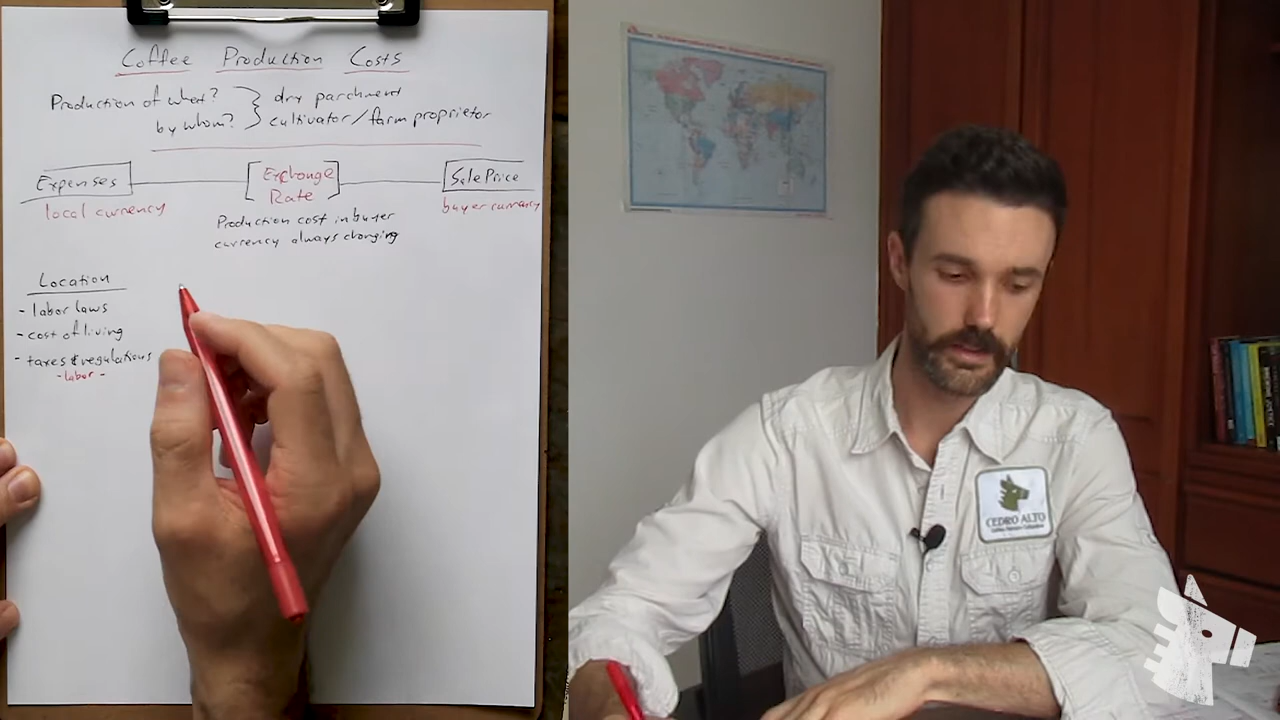 Coffee Production Costs
Production of what? } dry parchment
by whom? } cultivator/farm proprietor
Expenses
local currency
[Exchange
Rate]
Production cost in buyer
currency always changing
Sale Price
buyer currency
Location
- labor laws
- cost of living
- taxes & regulations
- labor -
CEDRO ALTO